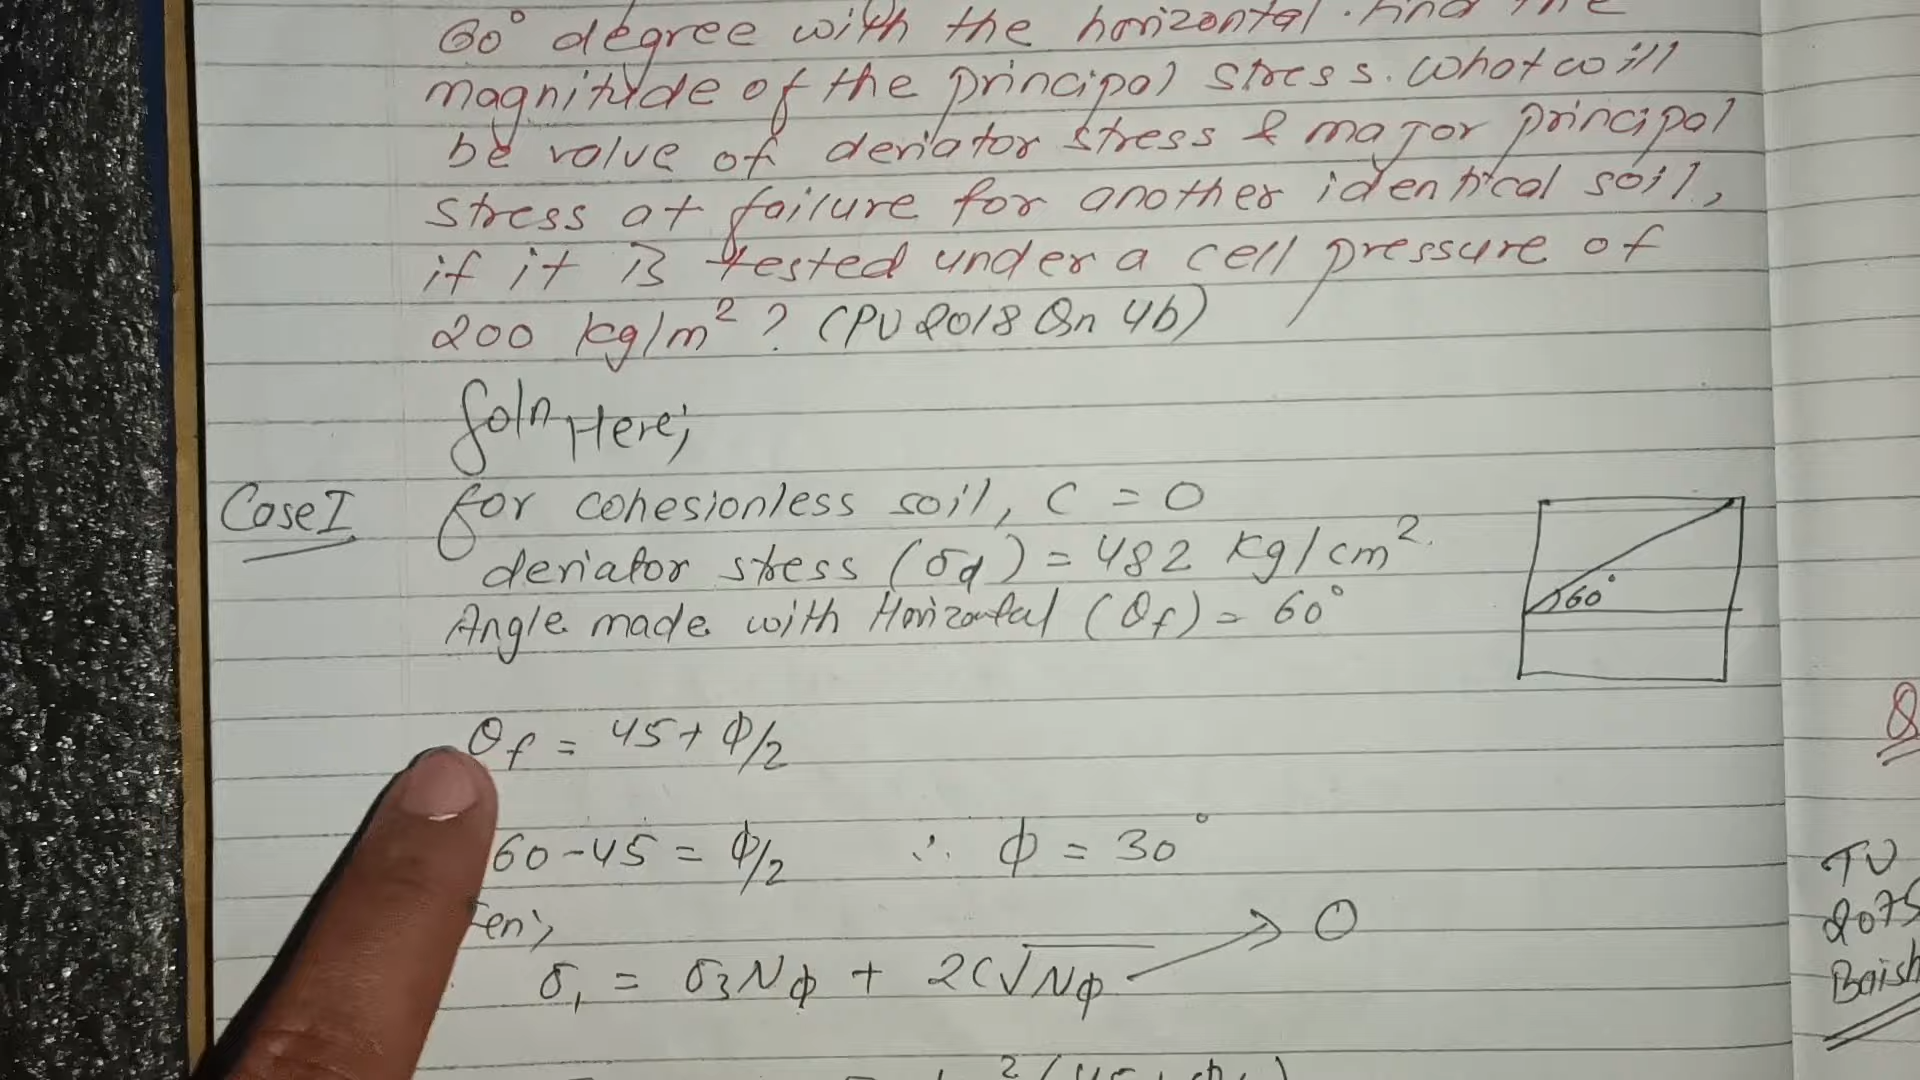 60° degree with the horizontal. Find the
magnitude of the principal stress. What will
be value of deviator stress & major principal
stress at failure for another identical soil,
if it is tested under a cell pressure of
200 kg/m² ? (PU 2018 Qn 4b)
Soln Here;
Case I for cohesionless soil, C = 0
deviator stress (σd) = 482 kg/cm².
Angle made with Horizontal (θf) = 60°
60°
θf = 45 + ϕ/2
60-45 = ϕ/2 ∴ ϕ = 30°
σ₁ = σ3 Nϕ + 2C√Nϕ → 0
Q
TU
2075